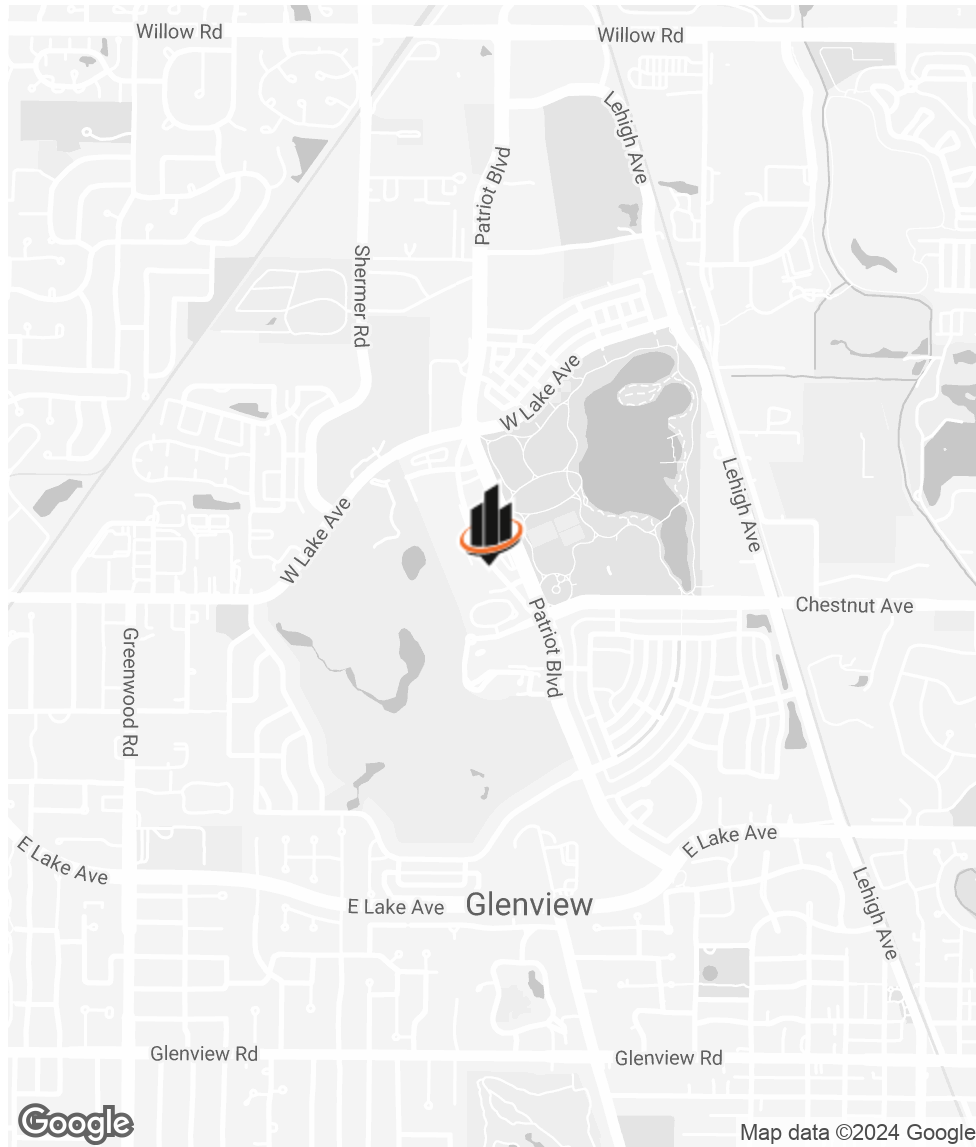 Willow Rd
Willow Rd
Lehigh Ave
Patriot Blvd
Shermer Rd
W Lake Ave
Lehigh Ave
W Lake Ave
Chestnut Ave
Patriot Blvd
Greenwood Rd
E Lake Ave
E Lake Ave
Lehigh Ave
E Lake Ave
Glenview
Glenview Rd
Glenview Rd
Google
Map data ©2024 Google